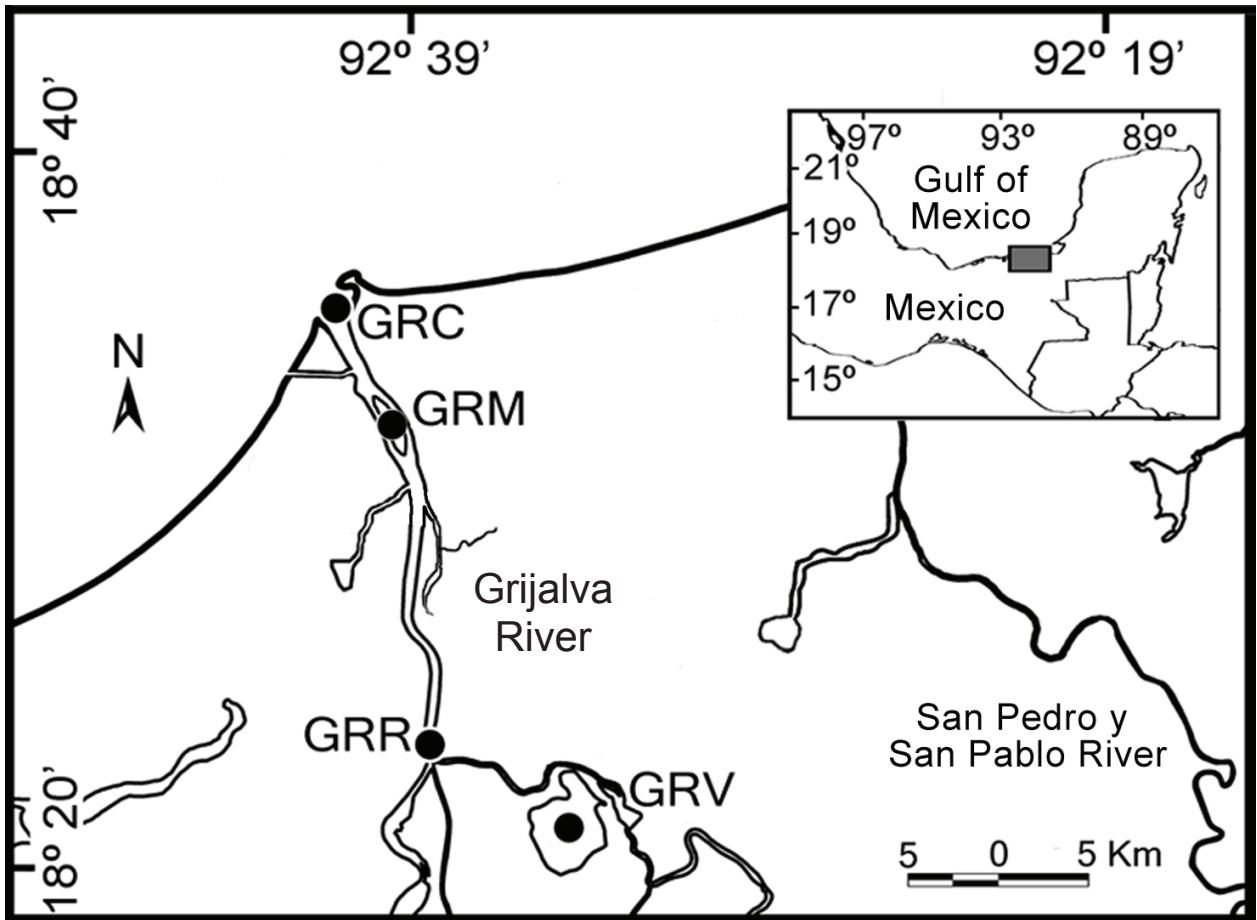 92º 39’
92º 19’
18º 40’
97º
93º
89º
21º
Gulf of
Mexico
19º
17º
Mexico
15º
GRC
N
GRM
Grijalva
River
GRR
GRV
San Pedro y
San Pablo River
18º 20’
5 0 5 Km